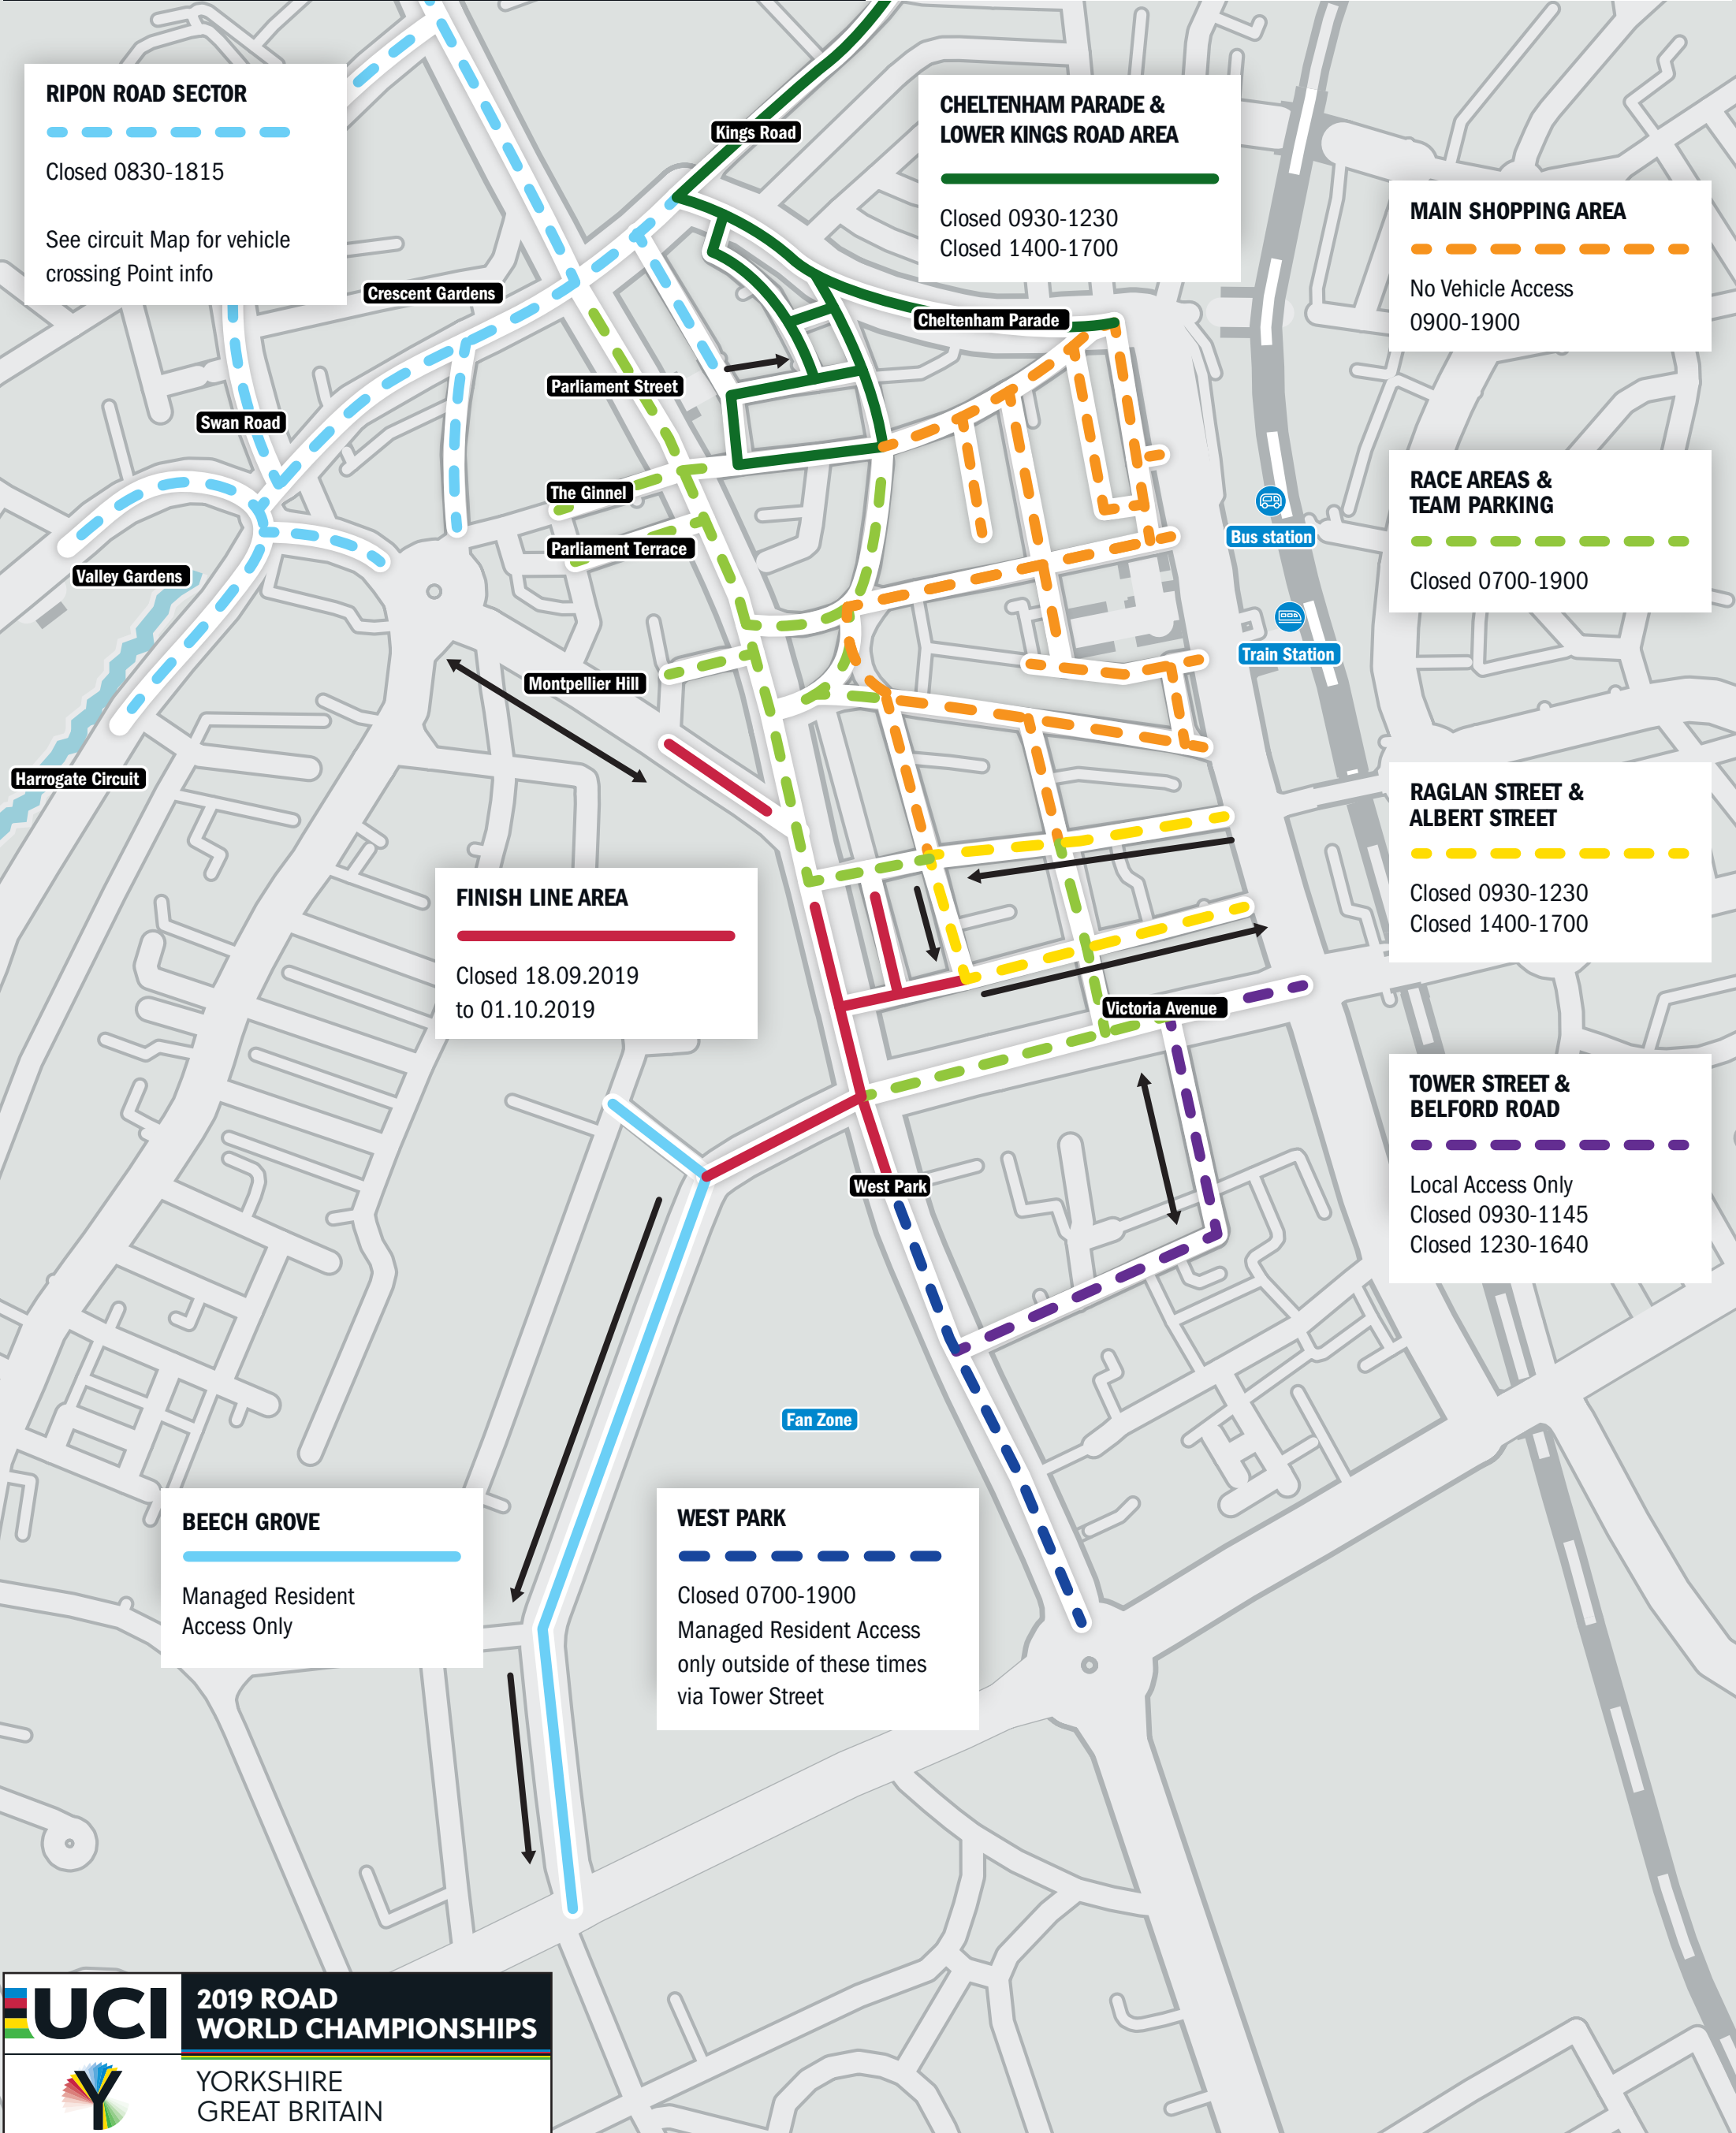 RIPON ROAD SECTOR
Closed 0830-1815
See circuit Map for vehicle
crossing Point info
Kings Road
CHELTENHAM PARADE &
LOWER KINGS ROAD AREA
Closed 0930-1230
Closed 1400-1700
MAIN SHOPPING AREA
No Vehicle Access
0900-1900
Crescent Gardens
Cheltenham Parade
Parliament Street
Swan Road
The Ginnel
Parliament Terrace
Valley Gardens
Bus station
RACE AREAS &
TEAM PARKING
Closed 0700-1900
Train Station
Montpellier Hill
Harrogate Circuit
RAGLAN STREET &
ALBERT STREET
Closed 0930-1230
Closed 1400-1700
FINISH LINE AREA
Closed 18.09.2019
to 01.10.2019
Victoria Avenue
TOWER STREET &
BELFORD ROAD
Local Access Only
Closed 0930-1145
Closed 1230-1640
West Park
Fan Zone
BEECH GROVE
Managed Resident
Access Only
WEST PARK
Closed 0700-1900
Managed Resident Access
only outside of these times
via Tower Street
UCI
2019 ROAD
WORLD CHAMPIONSHIPS
Y
YORKSHIRE
GREAT BRITAIN